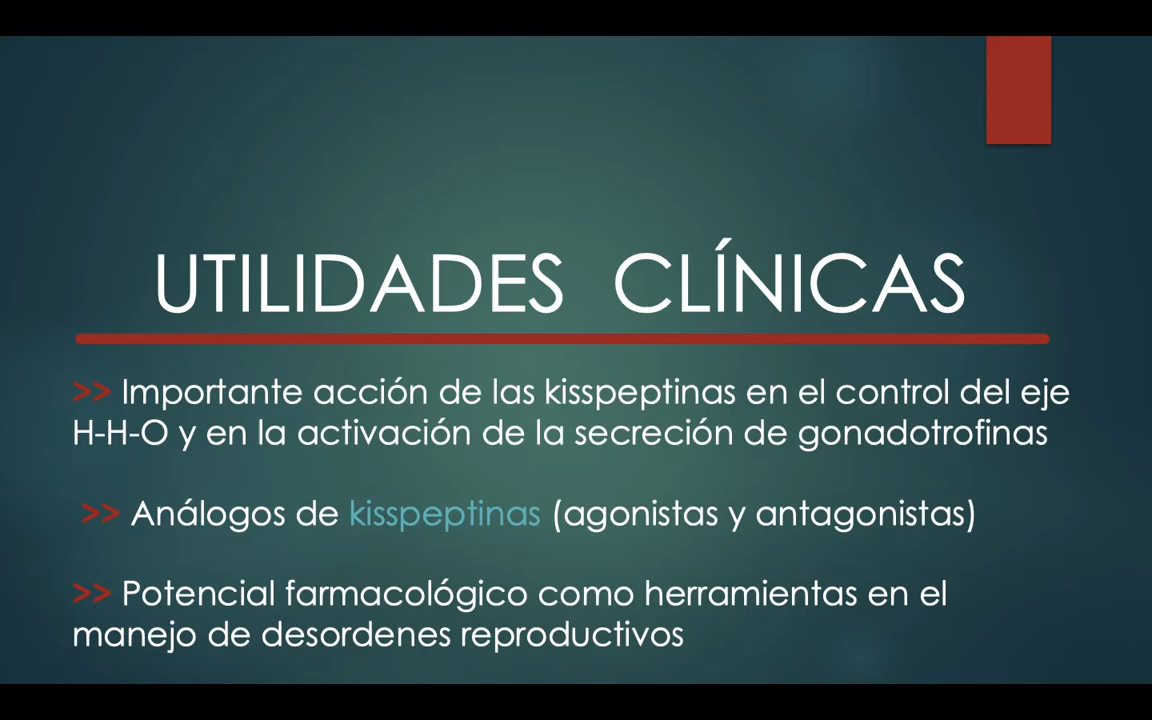 UTILIDADES CLÍNICAS
>> Importante acción de las kisspeptinas en el control del eje
H-H-O y en la activación de la secreción de gonadotrofinas
>> Análogos de kisspeptinas (agonistas y antagonistas)
>> Potencial farmacológico como herramientas en el
manejo de desordenes reproductivos